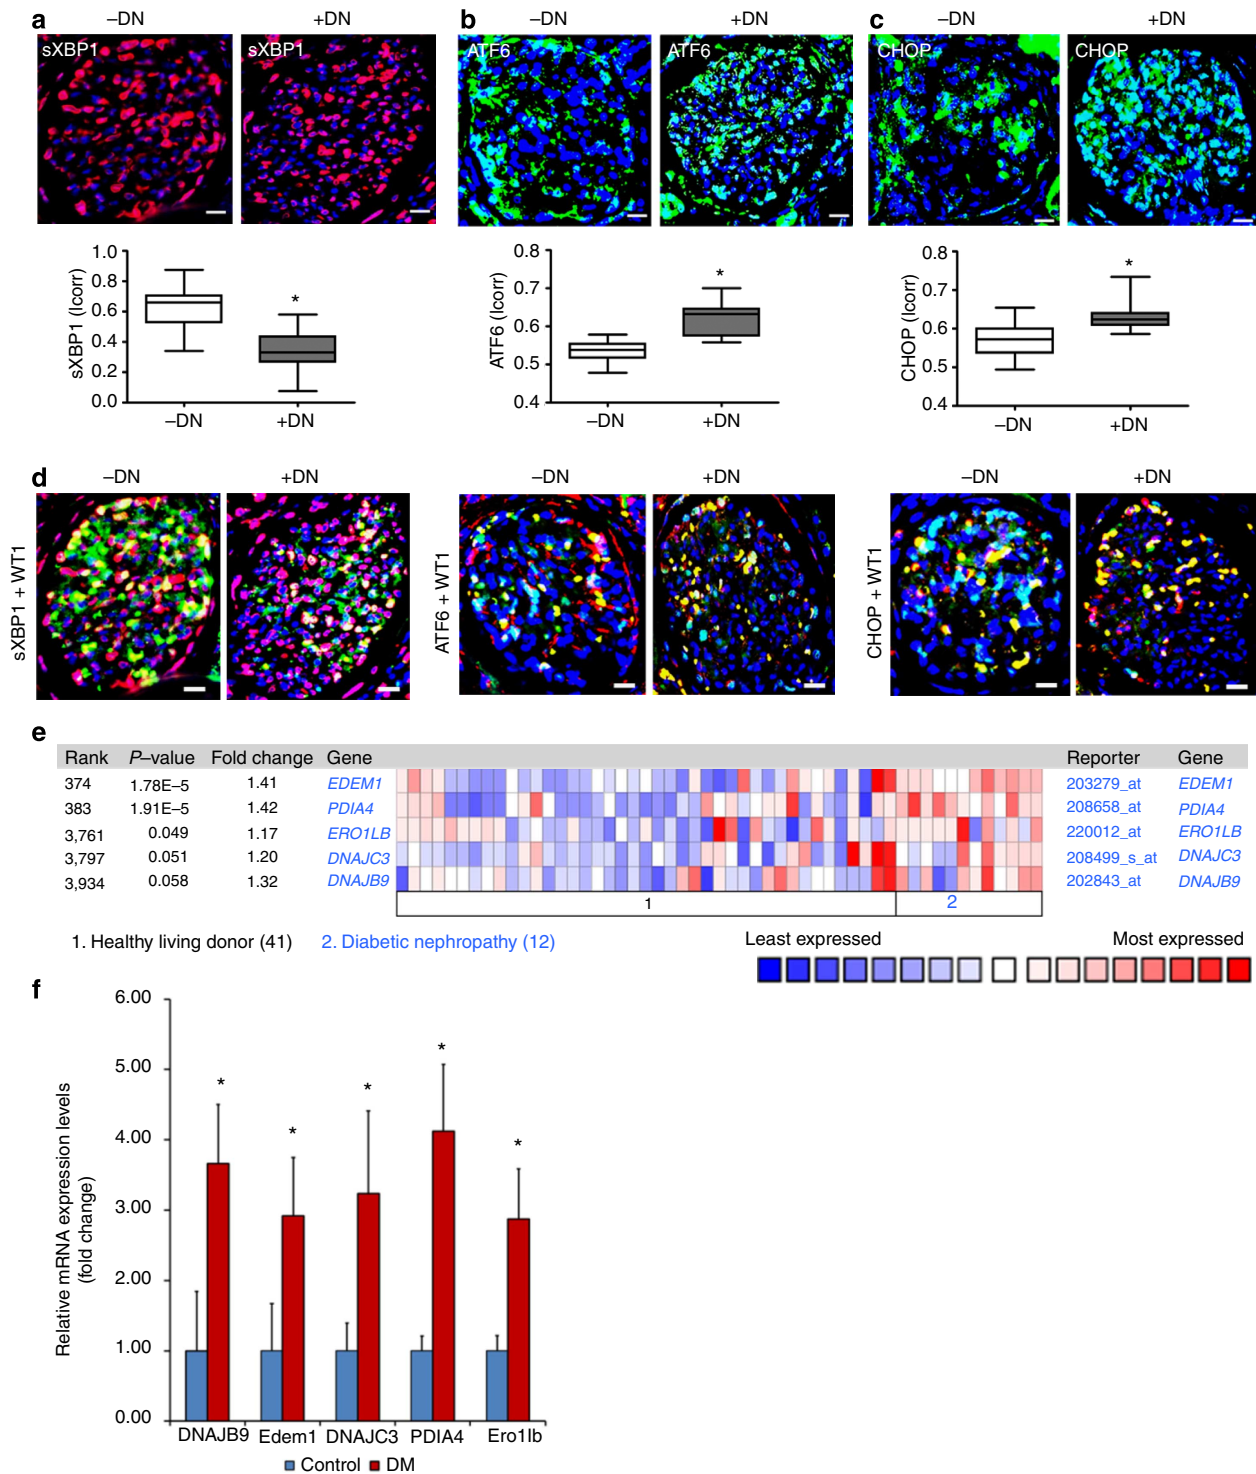 a
–DN
+DN
sXBP1
sXBP1
sXBP1 (Icorr)
1.0
0.8
0.6
0.4
0.2
0.0
*
–DN
+DN
b
–DN
+DN
ATF6
ATF6
ATF6 (Icorr)
0.8
0.7
0.6
0.5
0.4
*
–DN
+DN
c
–DN
+DN
CHOP
CHOP
CHOP (Icorr)
0.8
0.7
0.6
0.5
0.4
*
–DN
+DN
d
–DN
+DN
sXBP1 + WT1
–DN
+DN
ATF6 + WT1
–DN
+DN
CHOP + WT1
e
Rank P–value Fold change Gene Reporter Gene
374 1.78E–5 1.41 EDEM1 203279_at EDEM1
383 1.91E–5 1.42 PDIA4 208658_at PDIA4
3,761 0.049 1.17 ERO1LB 220012_at ERO1LB
3,797 0.051 1.20 DNAJC3 208499_s_at DNAJC3
3,934 0.058 1.32 DNAJB9 202843_at DNAJB9
1 2
1. Healthy living donor (41) 2. Diabetic nephropathy (12)
Least expressed Most expressed
f
Relative mRNA expression levels
(fold change)
6.00
5.00
4.00
3.00
2.00
1.00
0.00
* * * * *
DNAJB9 Edem1 DNAJC3 PDIA4 Ero1lb
Control DM